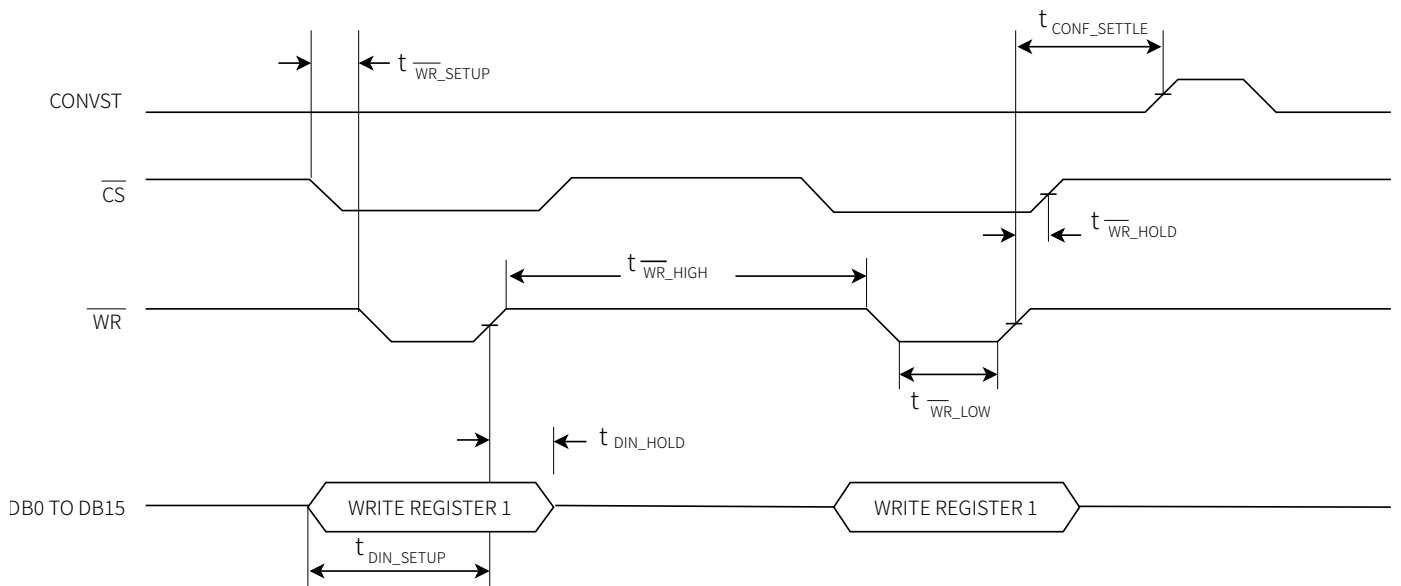 t CONF_SETTLE
t WR_SETUP
CONVST
CS
t WR_HOLD
t WR_HIGH
WR
t WR_LOW
t DIN_HOLD
DB0 TO DB15
WRITE REGISTER 1
WRITE REGISTER 1
t DIN_SETUP